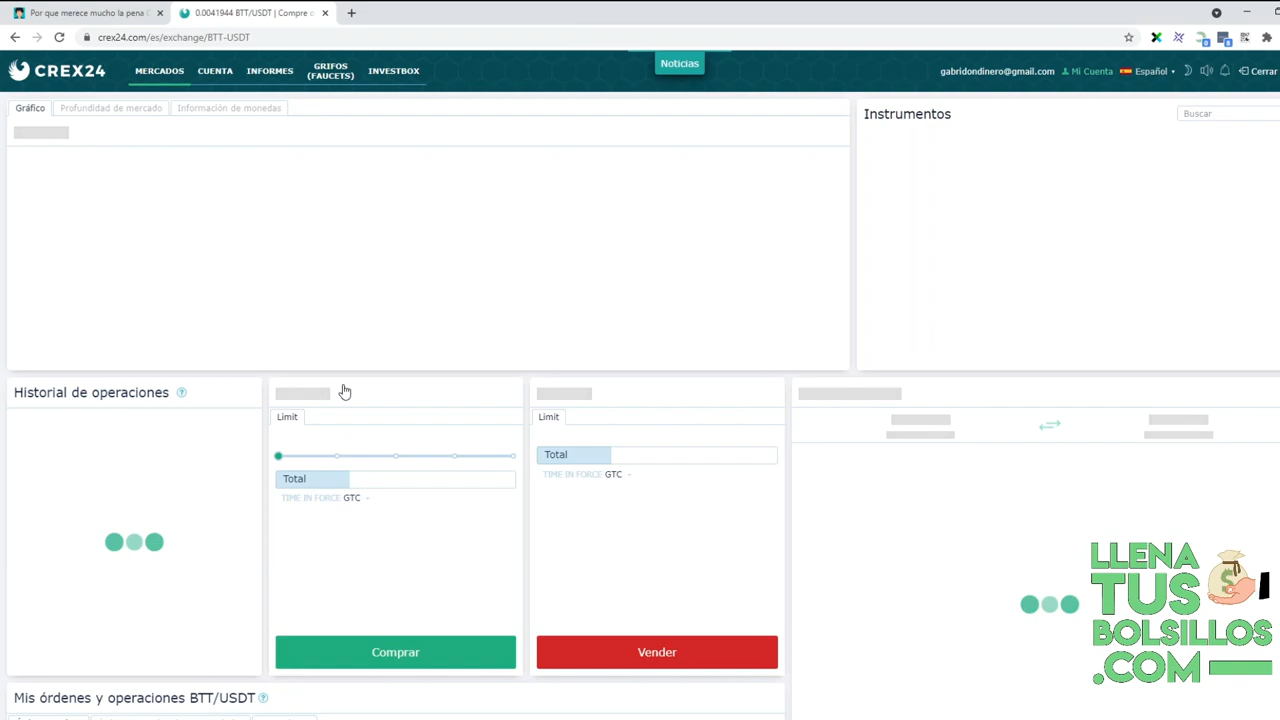 Por que merece mucho la pena
0.0041944 BTT/USDT | Compre
crex24.com/es/exchange/BTT-USDT
CREX24
MERCADOS
CUENTA
INFORMES
GRIFOS
(FAUCETS)
INVESTBOX
Noticias
gabridondinero@gmail.com
Mi Cuenta
Español
Cerrar
Gráfico
Profundidad de mercado
Información de monedas
Instrumentos
Buscar
Historial de operaciones ?
Limit
Limit
Total
TIME IN FORCE GTC
Total
TIME IN FORCE GTC
Comprar
Vender
LLENA
TUS
BOLSILLOS
.COM
Mis órdenes y operaciones BTT/USDT ?